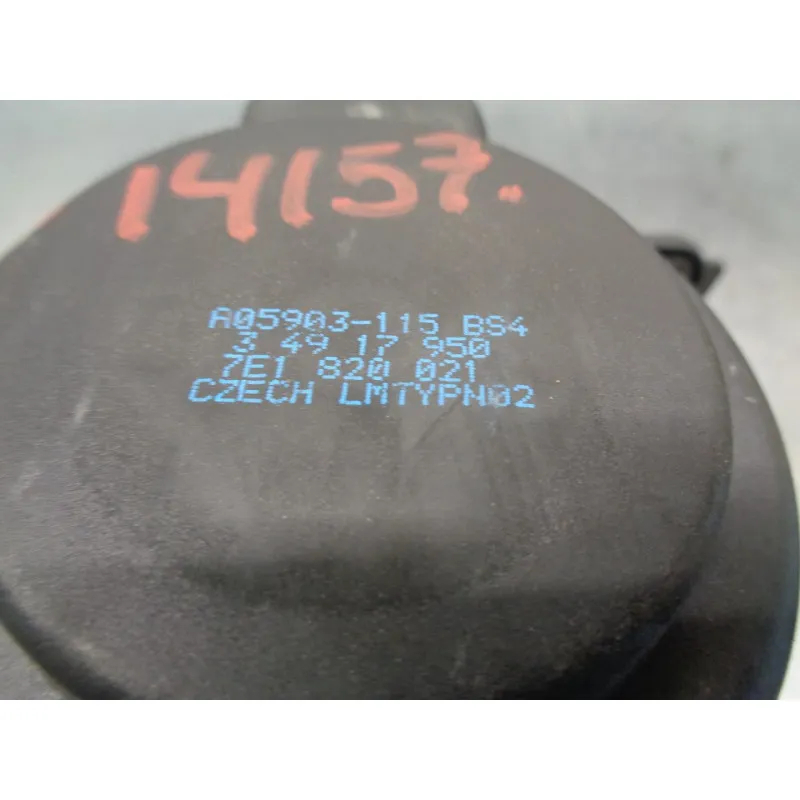 14157.
A05903-115 BS4
3 49 17 950
7E1 820 021
CZECH LMTYPN02